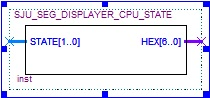 SJU_SEG_DISPLAYER_CPU_STATE
STATE[1..0] HEX[6..0]
inst